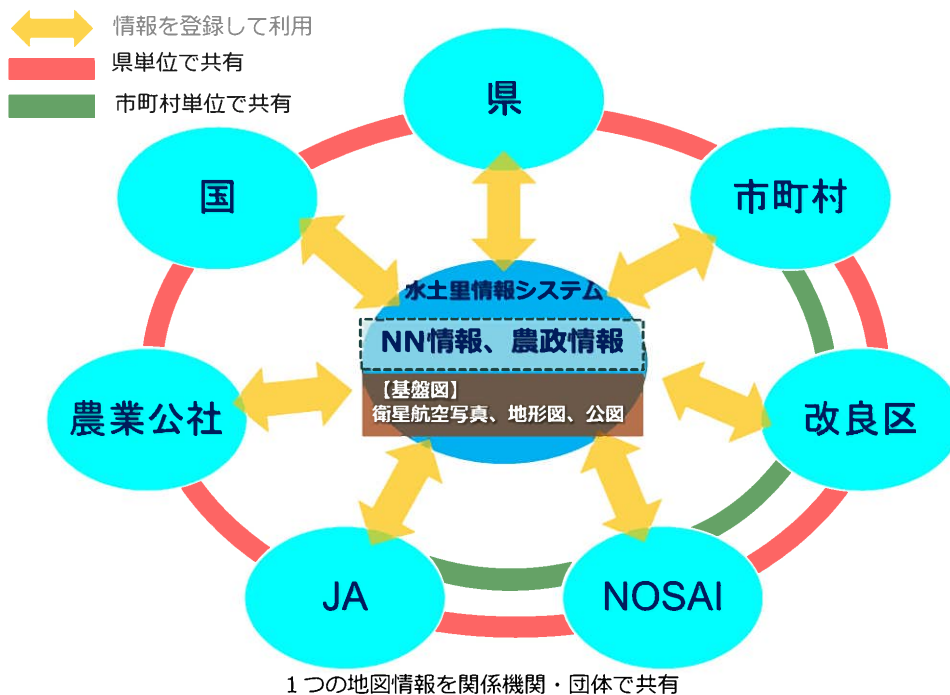 情報を登録して利用
県単位で共有
市町村単位で共有
県
国
市町村
水土里情報システム
NN情報、農政情報
【基盤図】
衛星航空写真、地形図、公図
農業公社
改良区
JA
NOSAI
1つの地図情報を関係機関・団体で共有